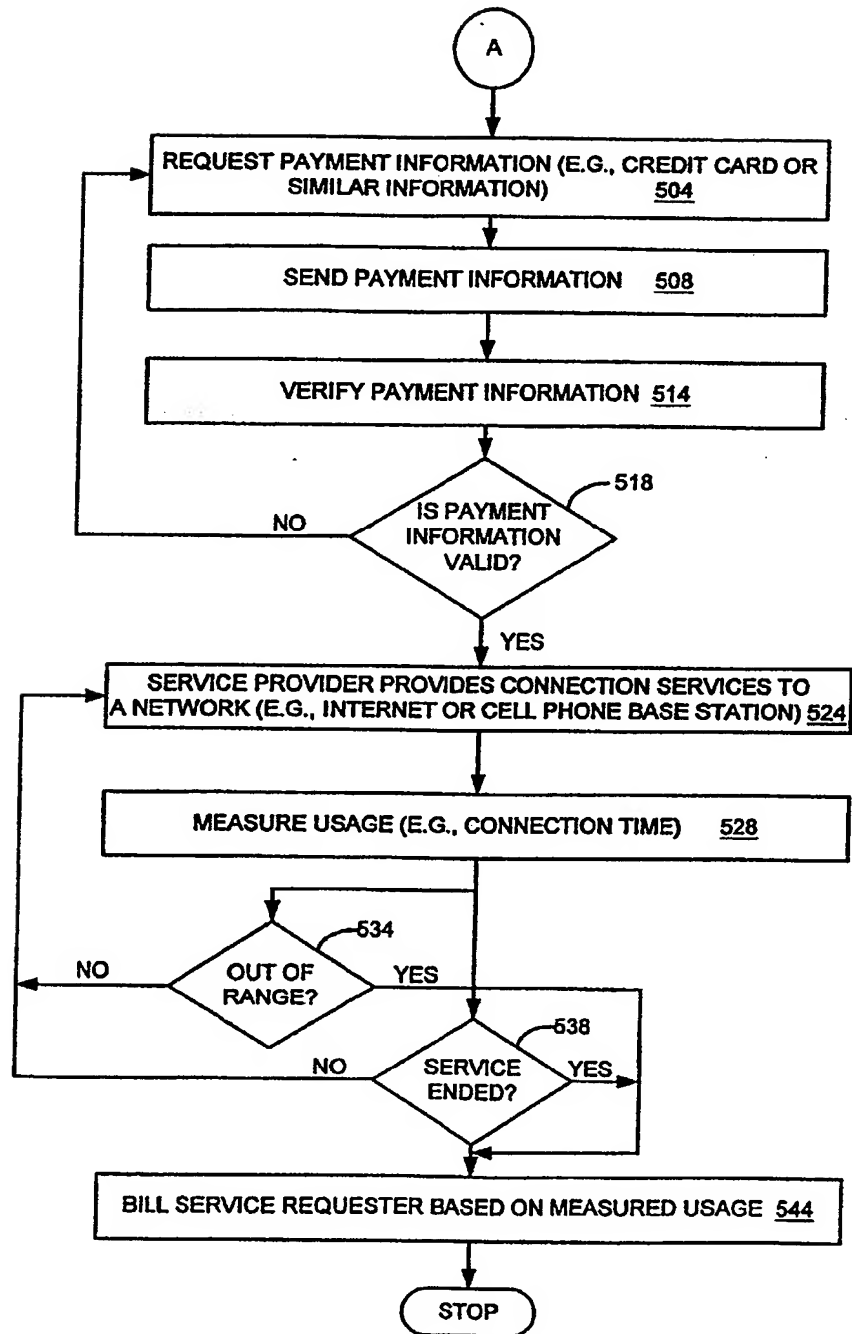 A
REQUEST PAYMENT INFORMATION (E.G., CREDIT CARD OR
SIMILAR INFORMATION) 504
SEND PAYMENT INFORMATION 508
VERIFY PAYMENT INFORMATION 514
518
IS PAYMENT
INFORMATION
VALID?
NO
YES
SERVICE PROVIDER PROVIDES CONNECTION SERVICES TO
A NETWORK (E.G., INTERNET OR CELL PHONE BASE STATION) 524
MEASURE USAGE (E.G., CONNECTION TIME) 528
534
NO
OUT OF
RANGE?
YES
538
NO
SERVICE
ENDED?
YES
BILL SERVICE REQUESTER BASED ON MEASURED USAGE 544
STOP